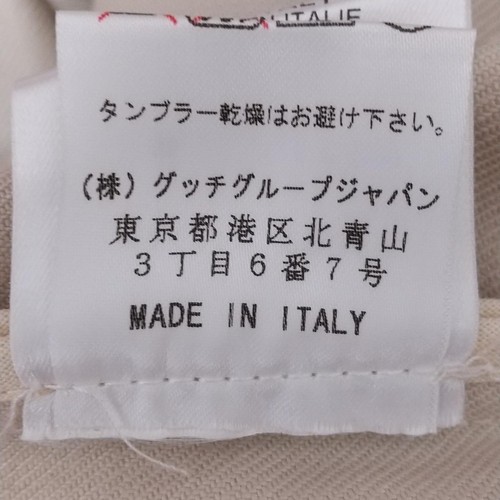 ITALIE
タンブラー乾燥はお避け下さい。
(株)グッチグループジャパン
東京都港区北青山
3丁目6番7号
MADE IN ITALY